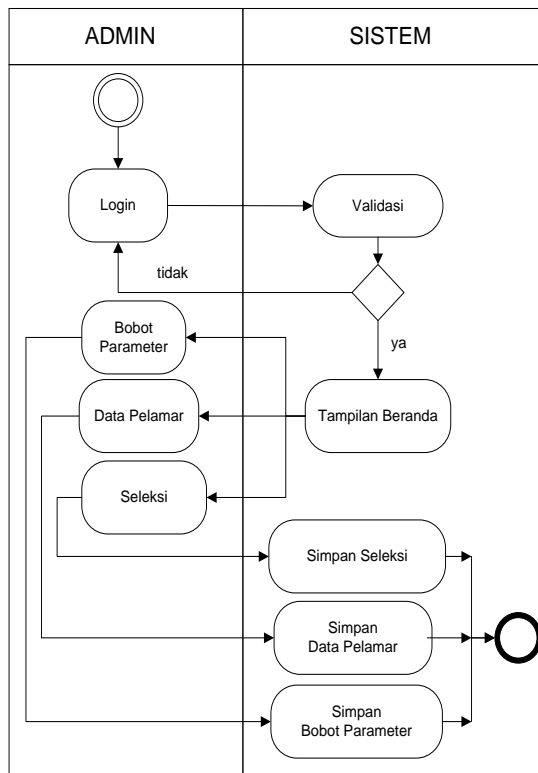 ADMIN
SISTEM
Login
Validasi
tidak
ya
Bobot
Parameter
Data Pelamar
Tampilan Beranda
Seleksi
Simpan Seleksi
Simpan
Data Pelamar
Simpan
Bobot Parameter